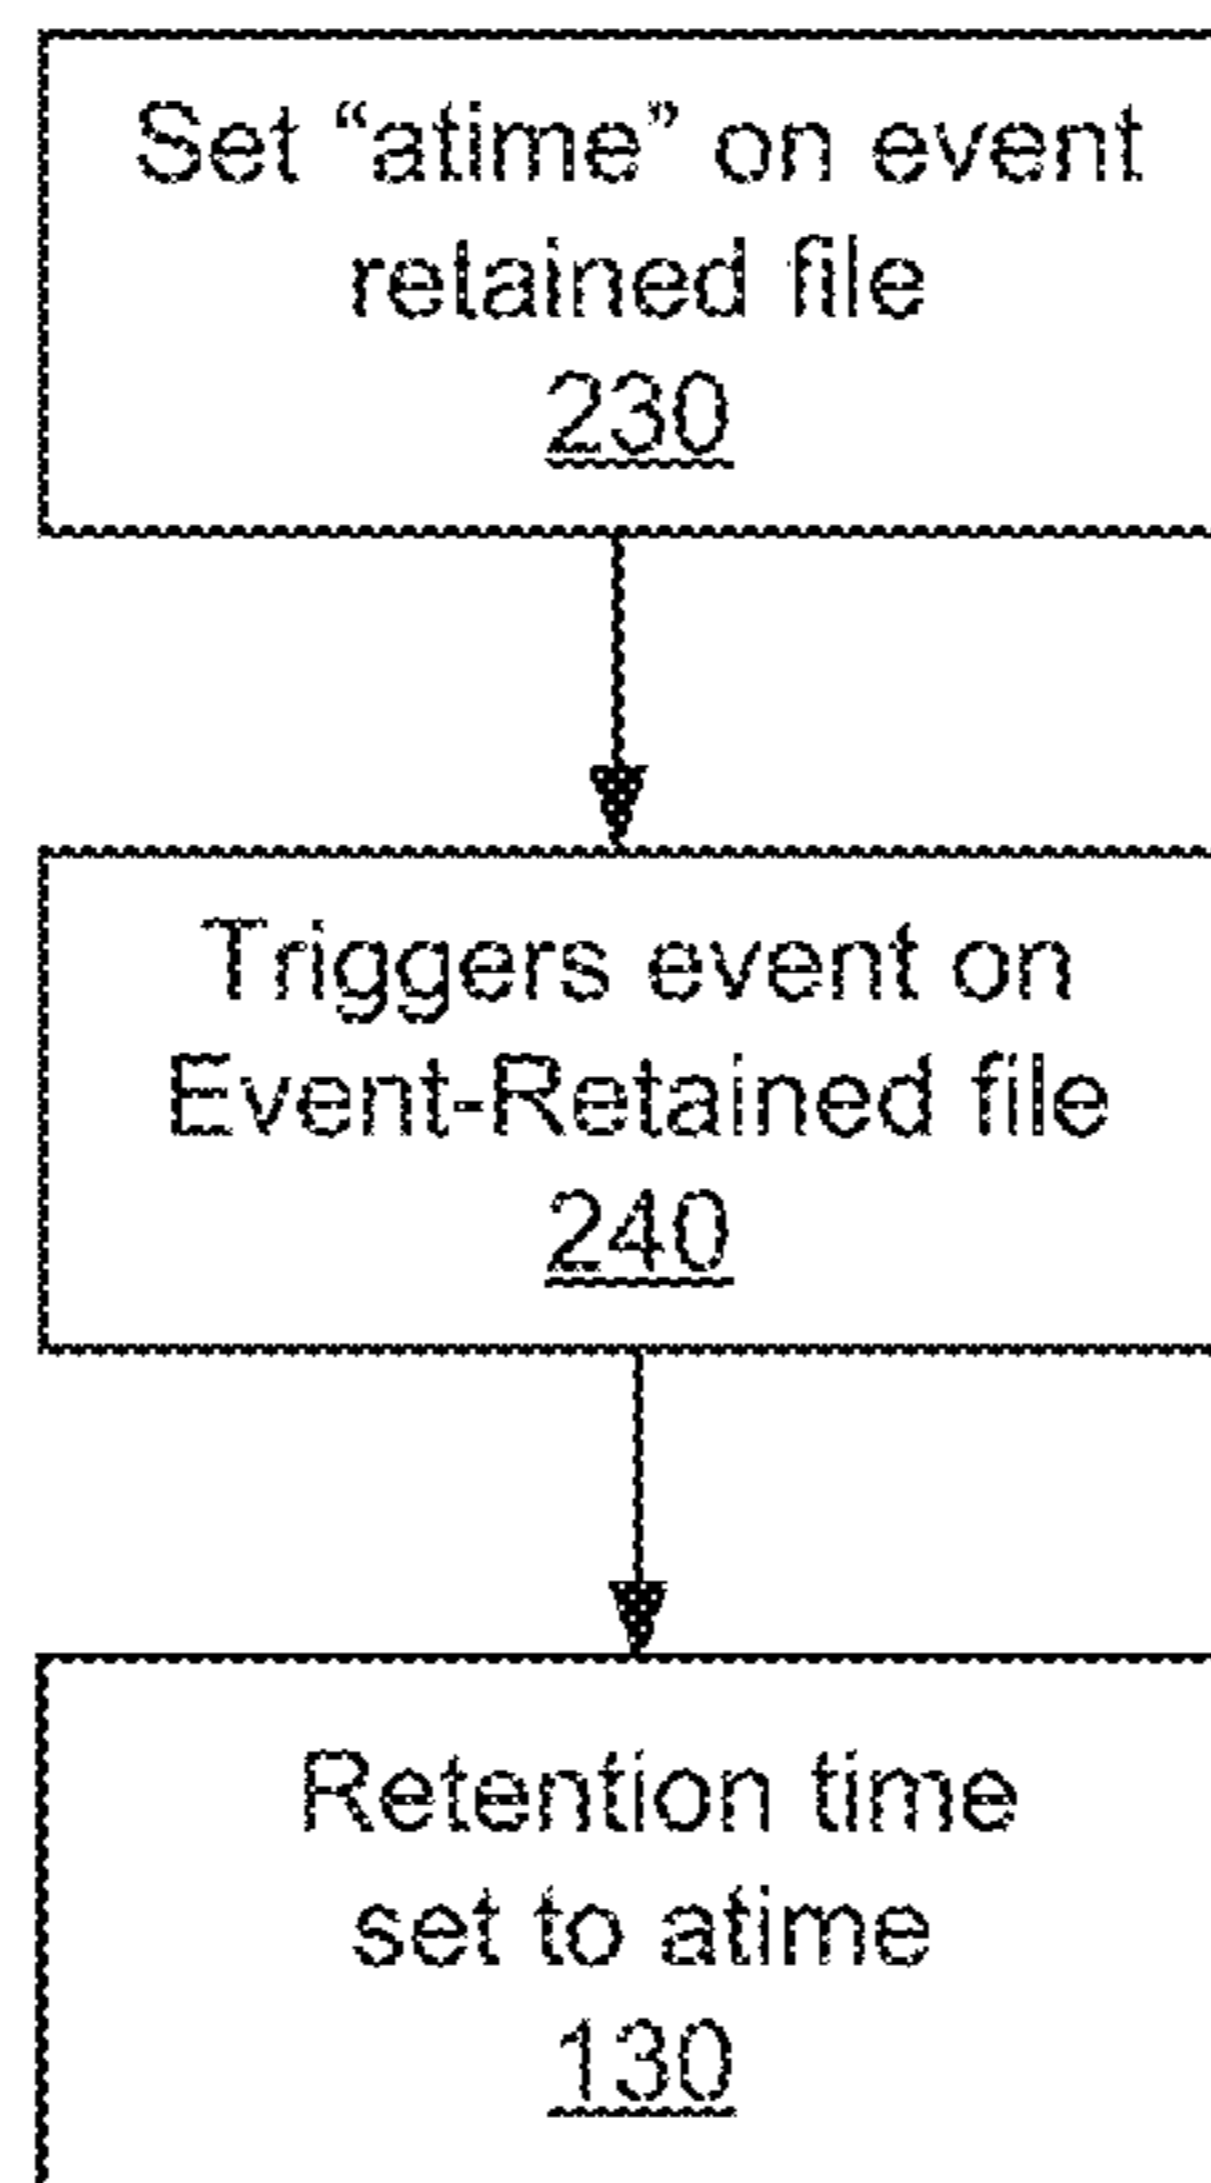 Set “atime” on event
retained file
230
Triggers event on
Event-Retained file
240
Retention time
set to atime
130